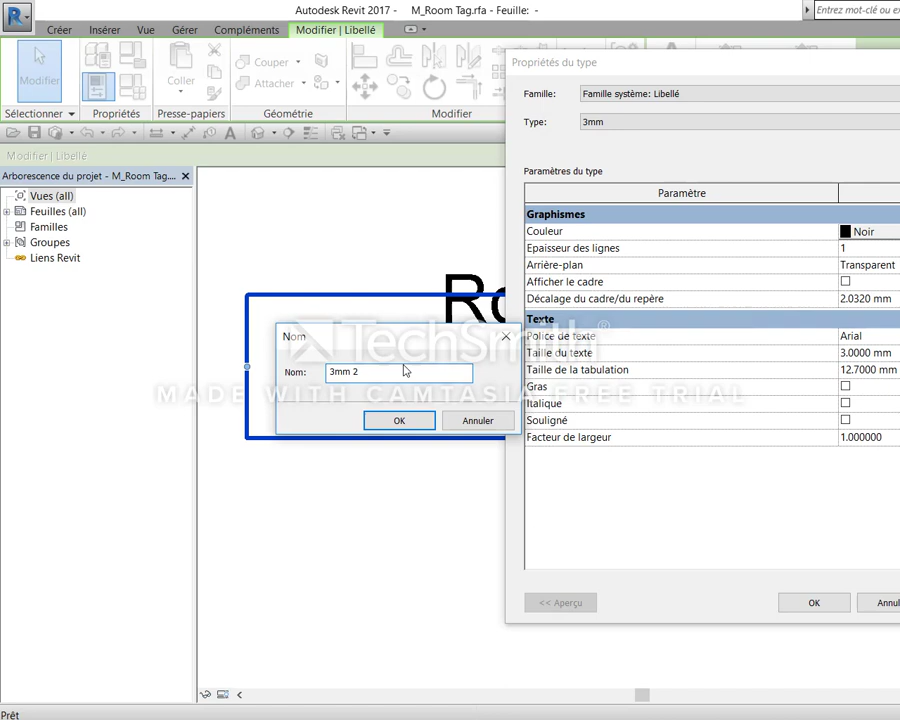 Autodesk Revit 2017 - M_Room Tag.rfa - Feuille: -
Entrez mot-clé ou
Créer Insérer Vue Gérer Compléments Modifier | Libellé
Modifier
Coller
Couper
Attacher
Sélectionner Propriétés Presse-papiers Géométrie Modifier
Modifier | Libellé
Arborescence du projet - M_Room Tag....
Vues (all)
Feuilles (all)
Familles
Groupes
Liens Revit
Propriétés du type
Famille: Famille système: Libellé
Type: 3mm
Paramètres du type
Paramètre
Graphismes
Couleur Noir
Epaisseur des lignes 1
Arrière-plan Transparent
Afficher le cadre
Décalage du cadre/du repère 2.0320 mm
Texte
Police de texte Arial
Taille du texte 3.0000 mm
Taille de la tabulation 12.7000 mm
Gras
Italique
Souligné
Facteur de largeur 1.000000
<< Aperçu OK Annul
Ro
Nom
Nom: 3mm 2
OK Annuler
TechSmith®
MADE WITH CAMTASIA FREE TRIAL
Prêt